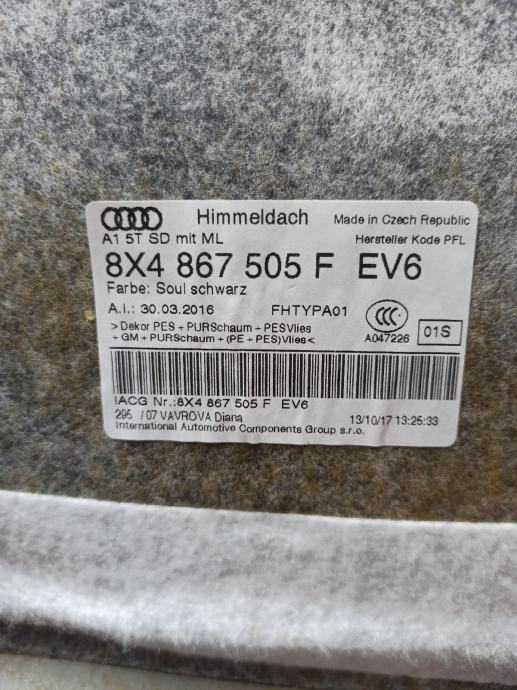 Himmeldach Made in Czech Republic
A1 5T SD mit ML Hersteller Kode PFL
8X4 867 505 F EV6
Farbe: Soul schwarz
A.i.: 30.03.2016 FHTYPA01
CCC
>Dekor PES + PURSchaum + PESVlies
+ GM + PURSchaum + (PE + PES)Vlies<
A047226
01S
IACG Nr.:8X4 867 505 F EV6
295 /07 VAVROVA Diana 13/10/17 13:25:33
International Automotive Components Group s.r.o.